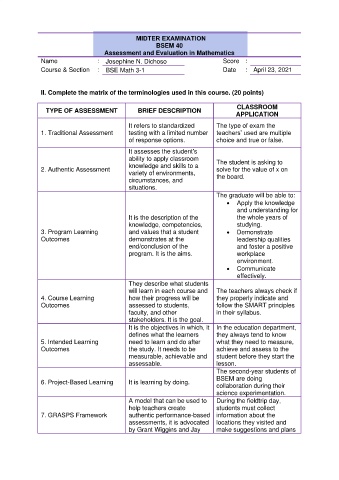 MIDTERM EXAMINATION
BSEM 40
Assessment and Evaluation in Mathematics
Name : Josephine N. Dichoso Score :
Course & Section : BSE Math 3-1 Date : April 23, 2021
II. Complete the matrix of the terminologies used in this course. (20 points)
TYPE OF ASSESSMENT
BRIEF DESCRIPTION
CLASSROOM
APPLICATION
1. Traditional Assessment
It refers to standardized
testing with a limited number
of response options.
The type of exam the
teachers' used are multiple
choice and true or false.
2. Authentic Assessment
It assesses the student's
ability to apply classroom
knowledge and skills to a
variety of environments,
circumstances, and
situations.
The student is asking to
solve for the value of x on
the board.
3. Program Learning
Outcomes
It is the description of the
knowledge, competencies,
and values that a student
demonstrates at the
end/conclusion of the
program. It is the aims.
The graduate will be able to:
• Apply the knowledge
and understanding for
the whole years of
studying.
• Demonstrate
leadership qualities
and foster a positive
workplace
environment.
• Communicate
effectively.
4. Course Learning
Outcomes
They describe what students
will learn in each course and
how their progress will be
assessed to students,
faculty, and other
stakeholders. It is the goal.
The teachers always check if
they properly indicate and
follow the SMART principles
in their syllabus.
5. Intended Learning
Outcomes
It is the objectives in which, it
defines what the learners
need to learn and do after
the study. It needs to be
measurable, achievable and
assessable.
In the education department,
they always tend to know
what they need to measure,
achieve and assess to the
student before they start the
lesson.
6. Project-Based Learning
It is learning by doing.
The second-year students of
BSEM are doing
collaboration during their
science experimentation.
7. GRASPS Framework
A model that can be used to
help teachers create
authentic performance-based
assessments, it is advocated
by Grant Wiggins and Jay
During the fieldtrip day,
students must collect
information about the
locations they visited and
make suggestions and plans